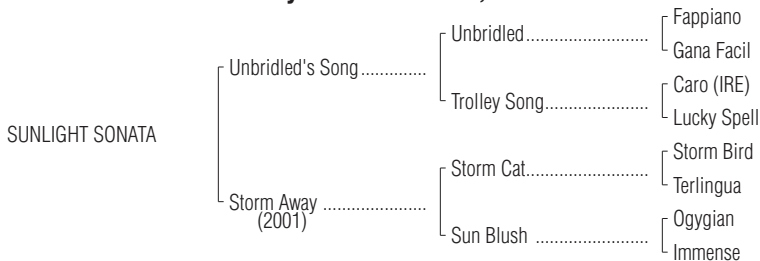 Fappiano
Unbridled
Gana Facil
Unbridled's Song
Caro (IRE)
Trolley Song
Lucky Spell
SUNLIGHT SONATA
Storm Bird
Storm Cat
Terlingua
Storm Away
(2001)
Ogygian
Sun Blush
Immense